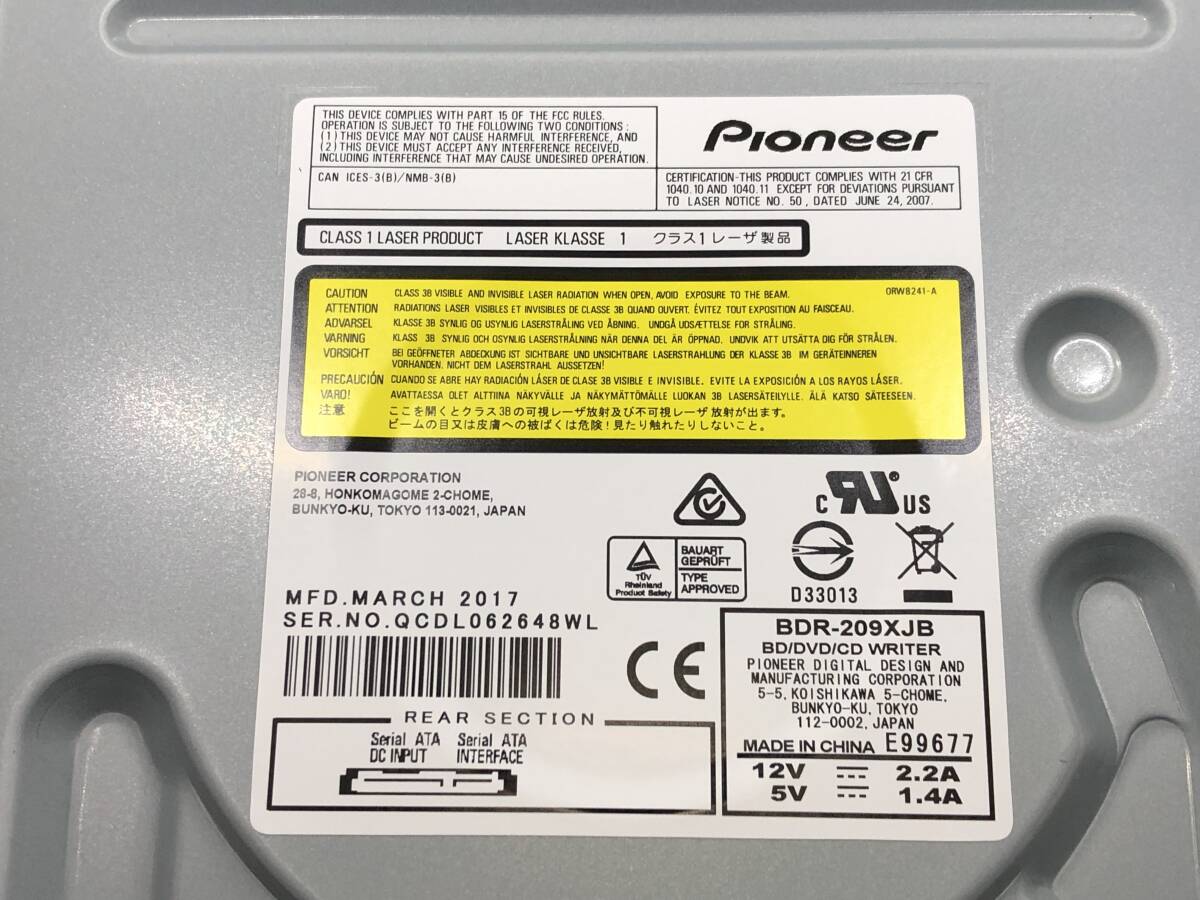 THIS DEVICE COMPLIES WITH PART 15 OF THE FCC RULES.
OPERATION IS SUBJECT TO THE FOLLOWING TWO CONDITIONS :
(1) THIS DEVICE MAY NOT CAUSE HARMFUL INTERFERENCE, AND
(2) THIS DEVICE MUST ACCEPT ANY INTERFERENCE RECEIVED,
INCLUDING INTERFERENCE THAT MAY CAUSE UNDESIRED OPERATION.
CAN ICES-3(B)/NMB-3(B)
Pioneer
CERTIFICATION-THIS PRODUCT COMPLIES WITH 21 CFR
1040.10 AND 1040.11 EXCEPT FOR DEVIATIONS PURSUANT
TO LASER NOTICE NO. 50, DATED JUNE 24, 2007.
CLASS 1 LASER PRODUCT LASER KLASSE 1 クラス1レーザ製品
CAUTION CLASS 3B VISIBLE AND INVISIBLE LASER RADIATION WHEN OPEN, AVOID EXPOSURE TO THE BEAM. ORW8241-A
ATTENTION RADIATIONS LASER VISIBLES ET INVISIBLES DE CLASSE 3B QUAND OUVERT. ÉVITEZ TOUT EXPOSITION AU FAISCEAU.
ADVARSEL KLASSE 3B SYNLIG OG USYNLIG LASERSTRÅLING VED ÅBNING. UNDGÅ UDSÆTTELSE FOR STRÅLING.
VARNING KLASS 3B SYNLIG OCH OSYNLIG LASERSTRÅLNING NÄR DENNA DEL ÄR ÖPPNAD. UNDVIK ATT UTSÄTTA DIG FÖR STRÅLEN.
VORSICHT BEI GEÖFFNETER ABDECKUNG IST SICHTBARE UND UNSICHTBARE LASERSTRAHLUNG DER KLASSE 3B IM GERÄTEINNEREN
VORHANDEN. NICHT DEM LASERSTRAHL AUSSETZEN!
PRECAUCIÓN CUANDO SE ABRE HAY RADIACIÓN LÁSER DE CLASE 3B VISIBLE E INVISIBLE. EVITE LA EXPOSICIÓN A LOS RAYOS LÁSER.
VARO! AVATTAESSA OLET ALTTIINA NÄKYVÄLLE JA NÄKYMÄTTÖMÄLLE LUOKAN 3B LASERSÄTEILYLLE. ÄLÄ KATSO SÄTEESEEN.
注意 ここを開くとクラス3Bの可視レーザ放射及び不可視レーザ放射が出ます。
ビームの目又は皮膚への被ばくは危険!見たり触れたりしないこと。
PIONEER CORPORATION
28-8, HONKOMAGOME 2-CHOME,
BUNKYO-KU, TOKYO 113-0021, JAPAN
C RU® US
TÜV
Rheinland
Product Safety
BAUART
GEPRÜFT
TYPE
APPROVED
D33013
MFD.MARCH 2017
SER.NO.QCDL062648WL
CE
BDR-209XJB
BD/DVD/CD WRITER
PIONEER DIGITAL DESIGN AND
MANUFACTURING CORPORATION
5-5, KOISHIKAWA 5-CHOME,
BUNKYO-KU, TOKYO
112-0002, JAPAN
MADE IN CHINA E99677
12V 2.2A
5V 1.4A
REAR SECTION
Serial ATA Serial ATA
DC INPUT INTERFACE